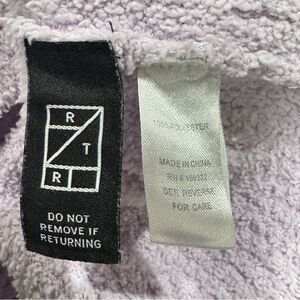 R
T
R
DO NOT
REMOVE IF
RETURNING
100%POLYESTER
MADE IN CHINA
SEE REVERSE
FOR CARE